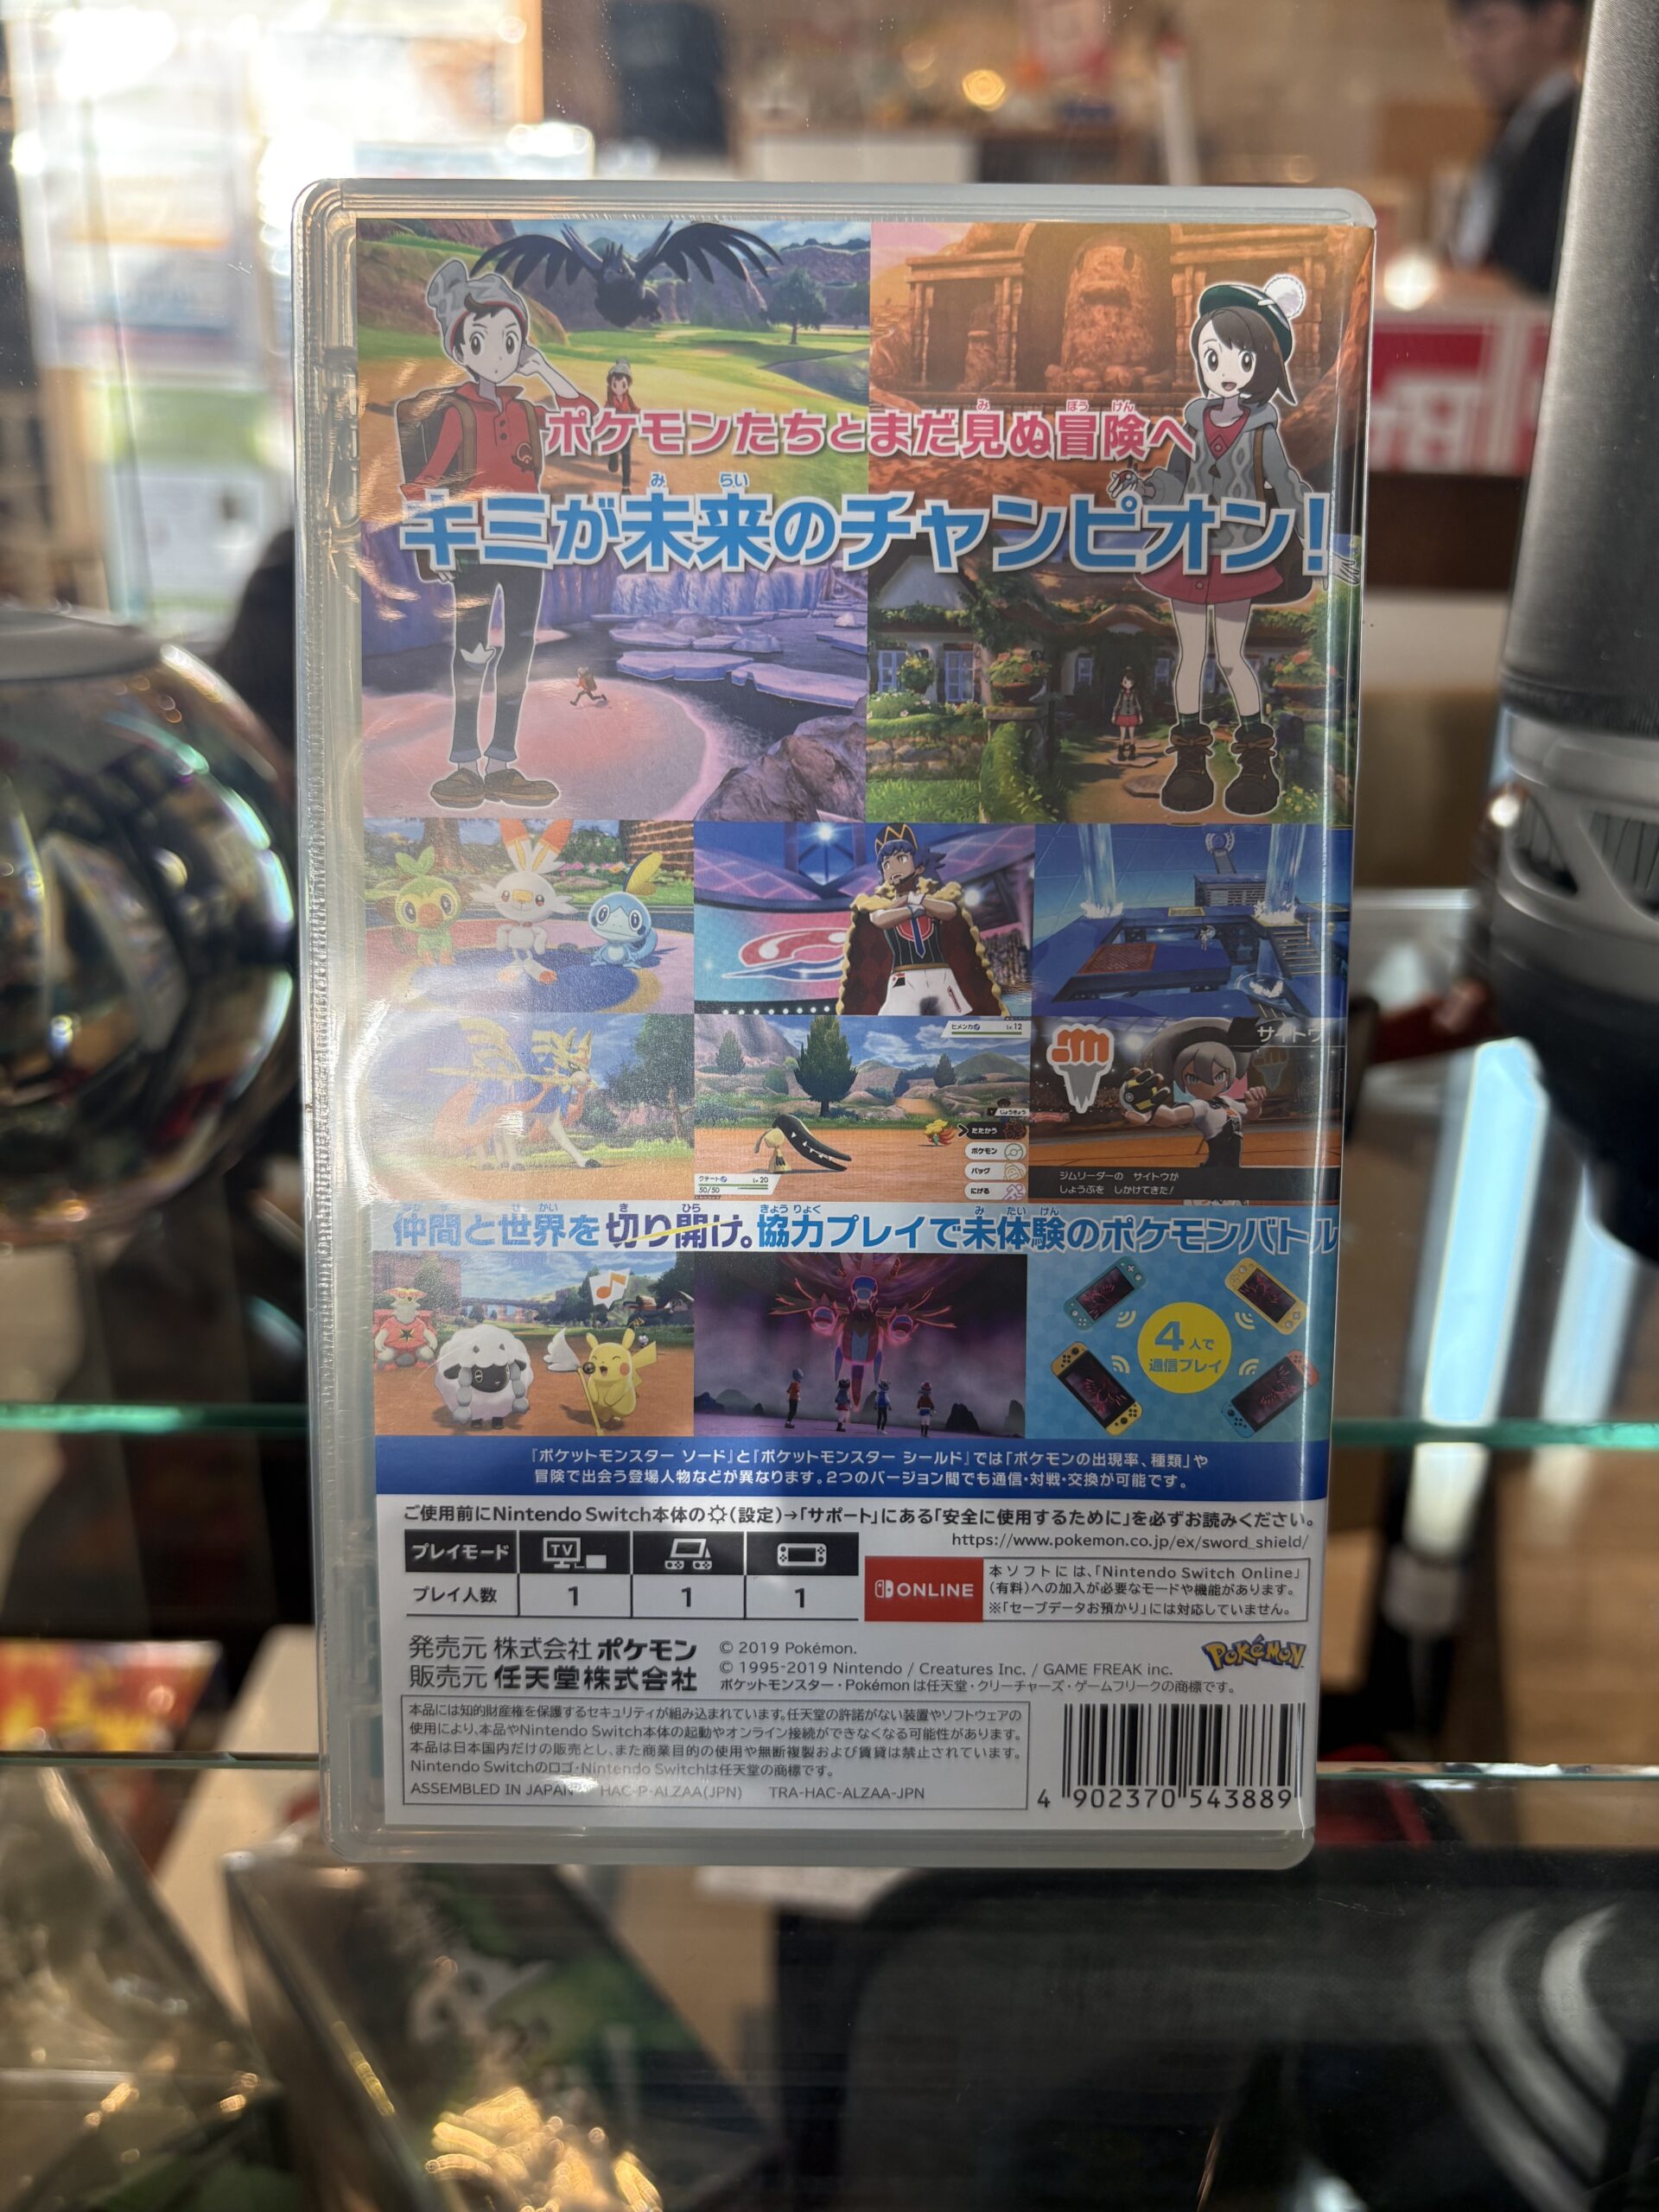 ポケモンたちとまだ見ぬ冒険へ
キミが未来のチャンピオン!
サイトウ
ヒメンカ♂ Lv.12
じょうきょう
たたかう
ポケモン
バッグ
にげる
クチート♂ Lv.20
50/50
ジムリーダーの サイトウが
しょうぶを しかけてきた!
仲間と世界を切り開け。協力プレイで未体験のポケモンバトル
4人で
通信プレイ
『ポケットモンスター ソード』と『ポケットモンスター シールド』では「ポケモンの出現率、種類」や
冒険で出会う登場人物などが異なります。2つのバージョン間でも通信・対戦・交換が可能です。
ご使用前にNintendo Switch本体の(設定)→「サポート」にある「安全に使用するために」を必ずお読みください。
https://www.pokemon.co.jp/ex/sword_shield/
プレイモード TV
プレイ人数 1 1 1
ONLINE
本ソフトには、「Nintendo Switch Online」
(有料)への加入が必要なモードや機能があります。
※「セーブデータお預かり」には対応していません。
発売元 株式会社ポケモン
販売元 任天堂株式会社
© 2019 Pokémon.
© 1995-2019 Nintendo / Creatures Inc. / GAME FREAK inc.
ポケットモンスター・Pokémon は任天堂・クリーチャーズ・ゲームフリークの商標です。
POKéMON
本品には知的財産権を保護するセキュリティが組み込まれています。任天堂の許諾がない装置やソフトウェアの
使用により、本品やNintendo Switch本体の起動やオンライン接続ができなくなる可能性があります。
本品は日本国内だけの販売とし、また商業目的の使用や無断複製および賃貸は禁止されています。
Nintendo Switchのロゴ・Nintendo Switchは任天堂の商標です。
ASSEMBLED IN JAPAN HAC-P-ALZAA(JPN) TRA-HAC-ALZAA-JPN
4 902370 543889